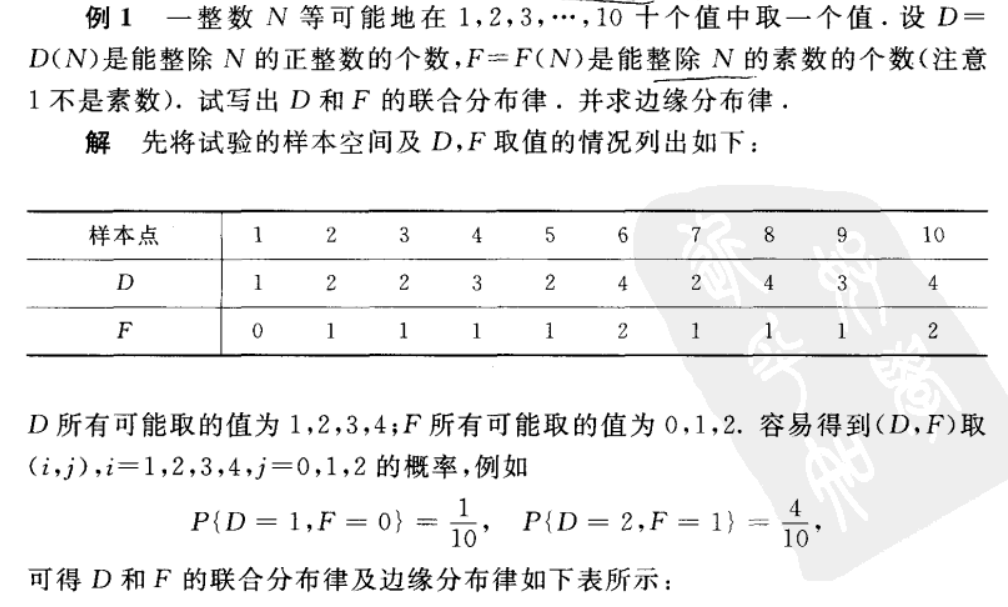 例1 一整数 N 等可能地在 1,2,3,…,10 十个值中取一个值.设 D=
D(N)是能整除 N 的正整数的个数,F=F(N)是能整除 N 的素数的个数(注意
1 不是素数).试写出 D 和 F 的联合分布律.并求边缘分布律.
解 先将试验的样本空间及 D,F 取值的情况列出如下:
样本点 1 2 3 4 5 6 7 8 9 10
D 1 2 2 3 2 4 2 4 3 4
F 0 1 1 1 1 2 1 1 1 2
D 所有可能取的值为 1,2,3,4;F 所有可能取的值为 0,1,2. 容易得到(D,F)取
(i,j),i=1,2,3,4,j=0,1,2 的概率,例如
P{D = 1,F = 0} = 1/10, P{D = 2,F = 1} = 4/10,
可得 D 和 F 的联合分布律及边缘分布律如下表所示: